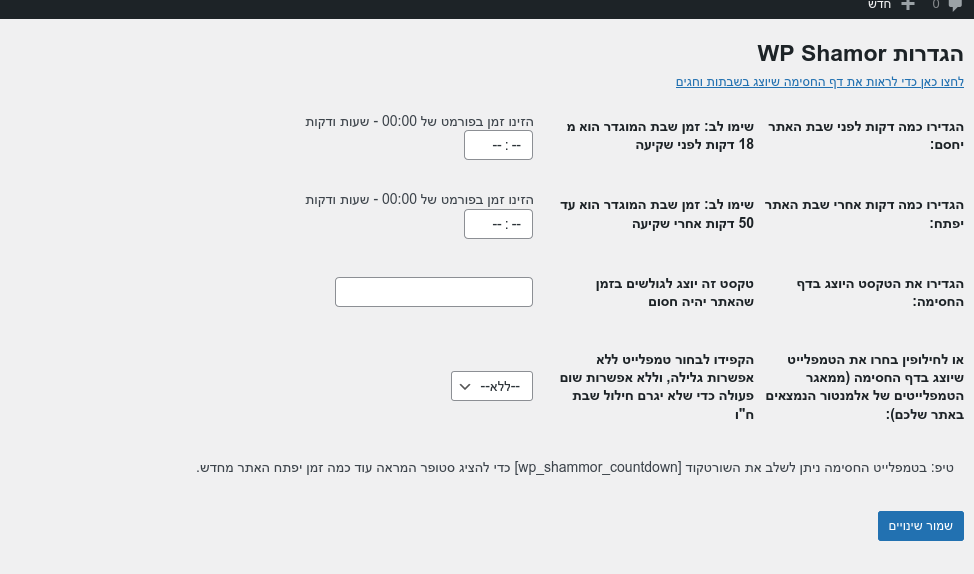 0
חדש
הגדרות WP Shamor
לחצו כאן כדי לראות את דף החסימה שיוצג בשבתות וחגים
הגדירו כמה דקות לפני שבת האתר
יחסם:
שימו לב: זמן שבת המוגדר הוא מ
18 דקות לפני שקיעה
הזינו זמן בפורמט של 00:00 - שעות ודקות
-- : --
הגדירו כמה דקות אחרי שבת האתר
יפתח:
שימו לב: זמן שבת המוגדר הוא עד
50 דקות אחרי שקיעה
הזינו זמן בפורמט של 00:00 - שעות ודקות
-- : --
הגדירו את הטקסט היוצג בדף
החסימה:
טקסט זה יוצג לגולשים בזמן
שהאתר יהיה חסום
או לחילופין בחרו את הטמפלייט
שיוצג בדף החסימה (ממאגר
הטמפלייטים של אלמנטור הנמצאים
באתר שלכם):
הקפידו לבחור טמפלייט ללא
אפשרות גלילה, וללא אפשרות שום
פעולה כדי שלא יגרם חילול שבת
ח"ו
--ללא--
טיפ: בטמפלייט החסימה ניתן לשלב את השורטקוד [wp_shammor_countdown] כדי להציג סטופר המראה עוד כמה זמן יפתח האתר מחדש.
שמור שינויים